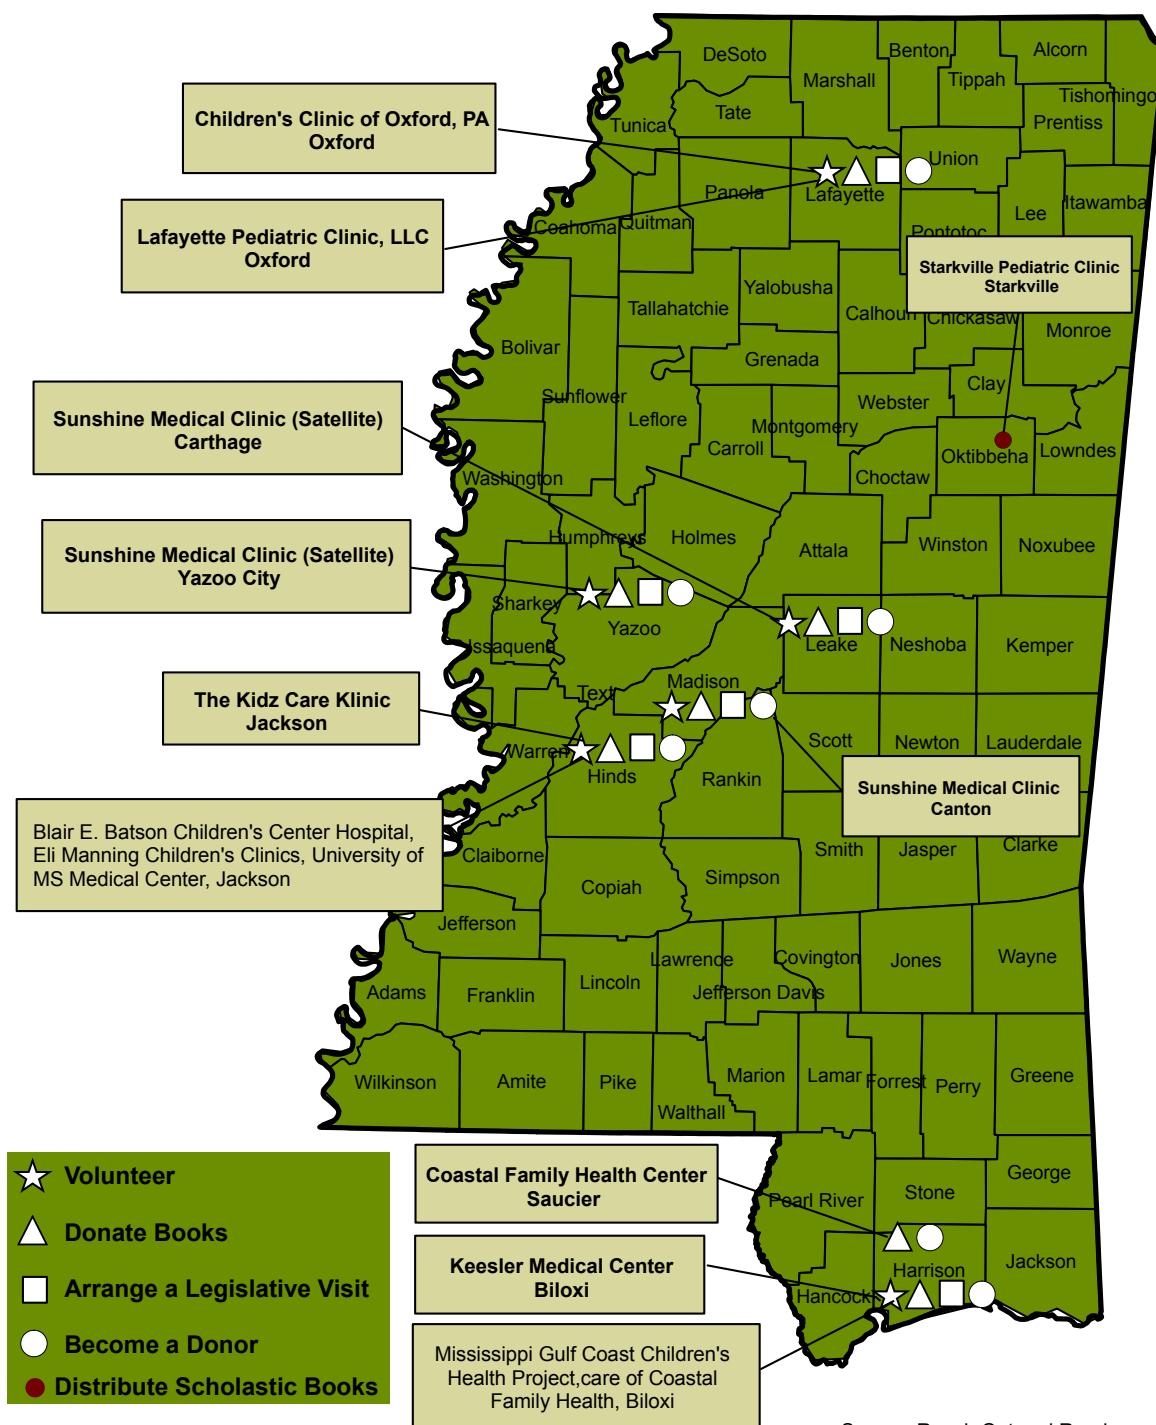 DeSoto
Benton
Alcorn
Marshall
Tippah
Tishomingo
Tate
Prentiss
Tunica
Children's Clinic of Oxford, PA
Oxford
Union
Panola
Lafayette
Itawamba
Lee
Coahoma
Quitman
Pontotoc
Lafayette Pediatric Clinic, LLC
Oxford
Starkville Pediatric Clinic
Starkville
Yalobusha
Tallahatchie
Calhoun
Chickasaw
Monroe
Bolivar
Grenada
Clay
Sunflower
Webster
Leflore
Montgomery
Carroll
Sunshine Medical Clinic (Satellite)
Carthage
Oktibbeha
Lowndes
Washington
Choctaw
Humphreys
Holmes
Attala
Winston
Noxubee
Sunshine Medical Clinic (Satellite)
Yazoo City
Sharkey
Yazoo
Issaquena
Leake
Neshoba
Kemper
Madison
Text
The Kidz Care Klinic
Jackson
Warren
Hinds
Rankin
Scott
Newton
Lauderdale
Sunshine Medical Clinic
Canton
Blair E. Batson Children's Center Hospital,
Eli Manning Children's Clinics, University of
MS Medical Center, Jackson
Claiborne
Smith
Jasper
Clarke
Copiah
Simpson
Jefferson
Lawrence
Covington
Jones
Wayne
Adams
Franklin
Lincoln
Jefferson Davis
Wilkinson
Amite
Pike
Marion
Lamar
Forrest
Perry
Greene
Walthall
Volunteer
Donate Books
Arrange a Legislative Visit
Become a Donor
Distribute Scholastic Books
Coastal Family Health Center
Saucier
Pearl River
Stone
George
Keesler Medical Center
Biloxi
Harrison
Jackson
Hancock
Mississippi Gulf Coast Children's
Health Project,care of Coastal
Family Health, Biloxi